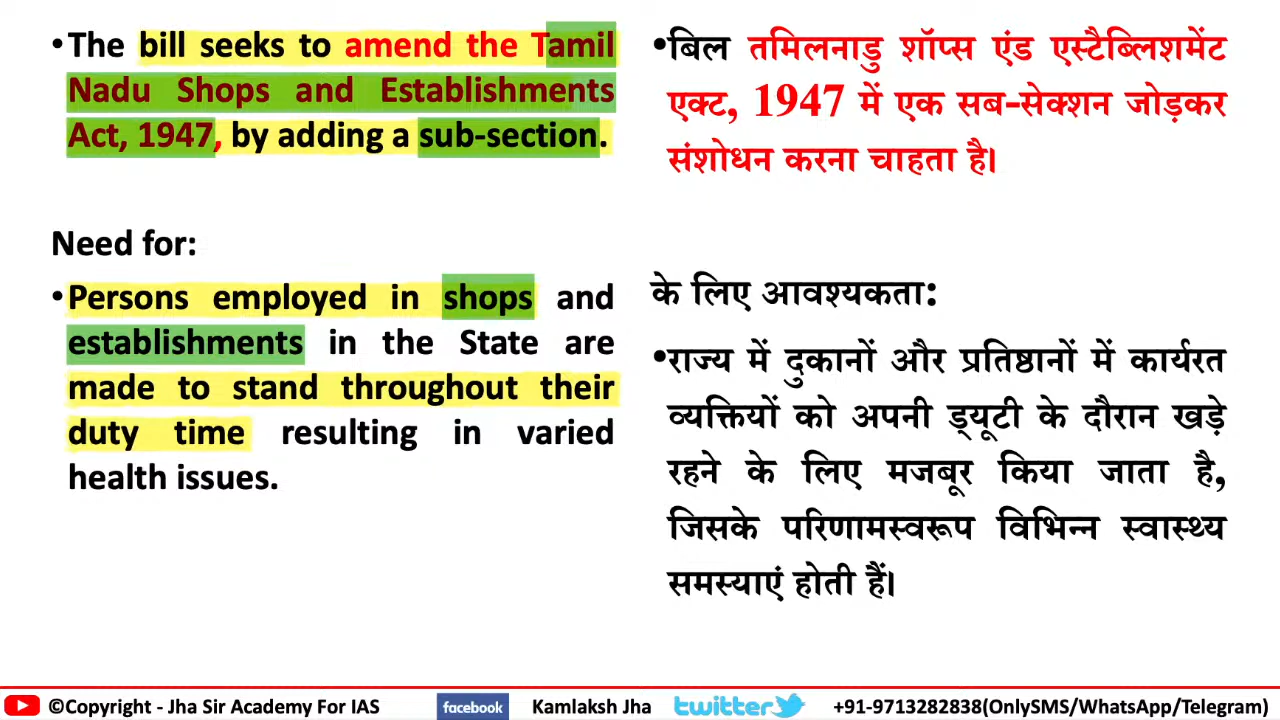 •The bill seeks to amend the Tamil
Nadu Shops and Establishments
Act, 1947, by adding a sub-section.
Need for:
•Persons employed in shops and
establishments in the State are
made to stand throughout their
duty time resulting in varied
health issues.
•बिल तमिलनाडु शॉप्स एंड एस्टैब्लिशमेंट
एक्ट, 1947 में एक सब-सेक्शन जोड़कर
संशोधन करना चाहता है।
के लिए आवश्यकता:
•राज्य में दुकानों और प्रतिष्ठानों में कार्यरत
व्यक्तियों को अपनी ड्यूटी के दौरान खड़े
रहने के लिए मजबूर किया जाता है,
जिसके परिणामस्वरूप विभिन्न स्वास्थ्य
समस्याएं होती हैं।
©Copyright - Jha Sir Academy For IAS facebook Kamlaksh Jha twitter +91-9713282838(OnlySMS/WhatsApp/Telegram)